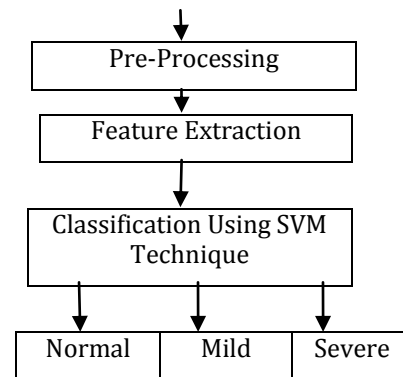 Pre-Processing
Feature Extraction
Classification Using SVM
Technique
Normal Mild Severe